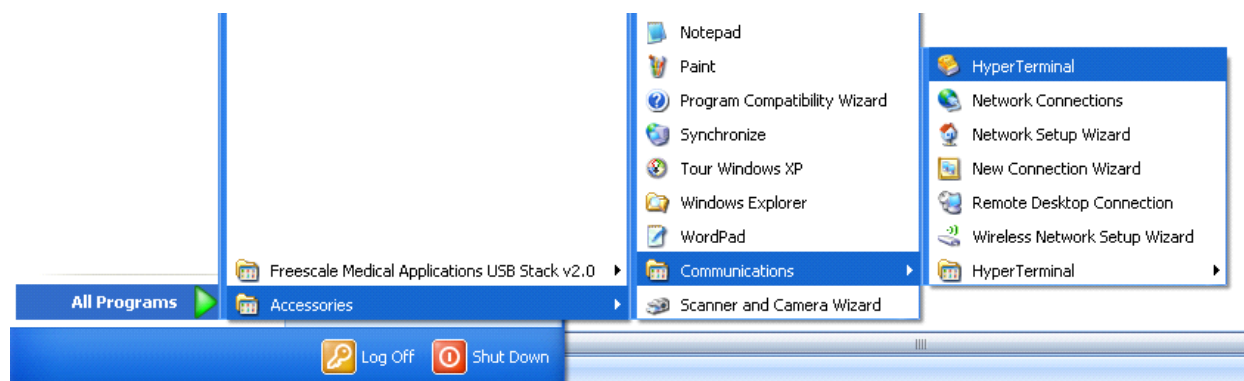 Notepad
Paint
Program Compatibility Wizard
Synchronize
Tour Windows XP
Windows Explorer
WordPad
Communications
Scanner and Camera Wizard
HyperTerminal
Network Connections
Network Setup Wizard
New Connection Wizard
Remote Desktop Connection
Wireless Network Setup Wizard
HyperTerminal
Freescale Medical Applications USB Stack v2.0
Accessories
All Programs
Log Off
Shut Down